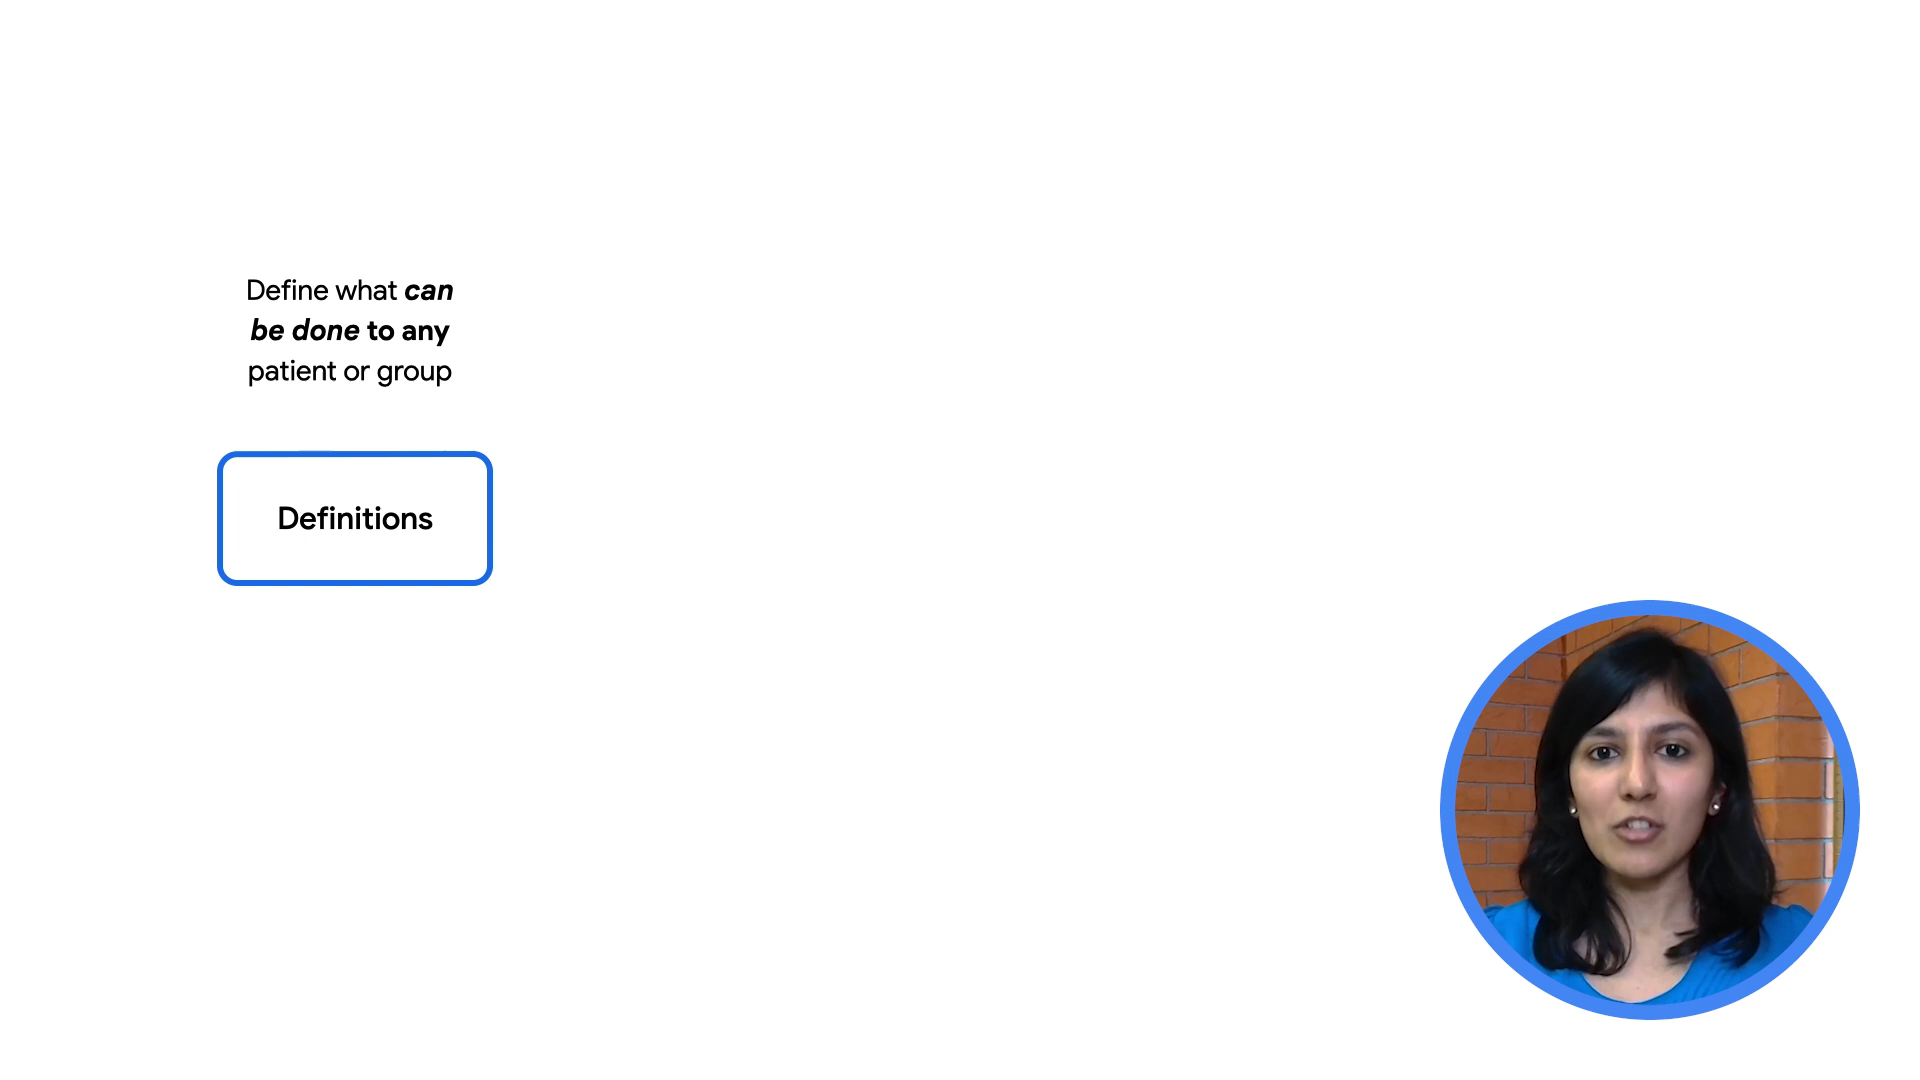 Define what can
be done to any
patient or group
Definitions